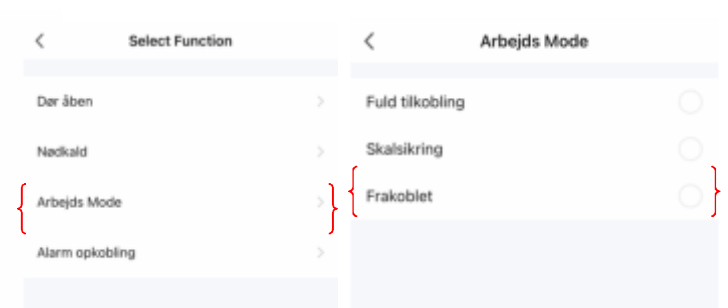 Select Function
Dør åben
Nødkald
Arbejds Mode
Alarm opkobling
Arbejds Mode
Fuld tilkobling
Skalsikring
Frakoblet